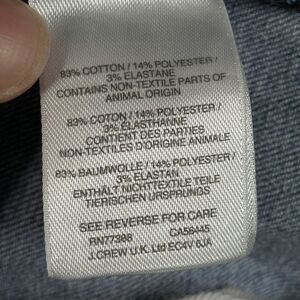 83% COTTON / 14% POLYESTER /
3% ELASTANE
CONTAINS NON-TEXTILE PARTS OF
ANIMAL ORIGIN
83% COTON / 14% POLYESTER /
3% ÉLASTHANNE
CONTIENT DES PARTIES
NON-TEXTILES D'ORIGINE ANIMALE
83% BAUMWOLLE / 14% POLYESTER /
3% ELASTAN
ENTHÄLT NICHTTEXTILE TEILE
TIERISCHEN URSPRUNGS
SEE REVERSE FOR CARE
RN77388 CA56445
J.CREW U.K. Ltd EC4V 6JA